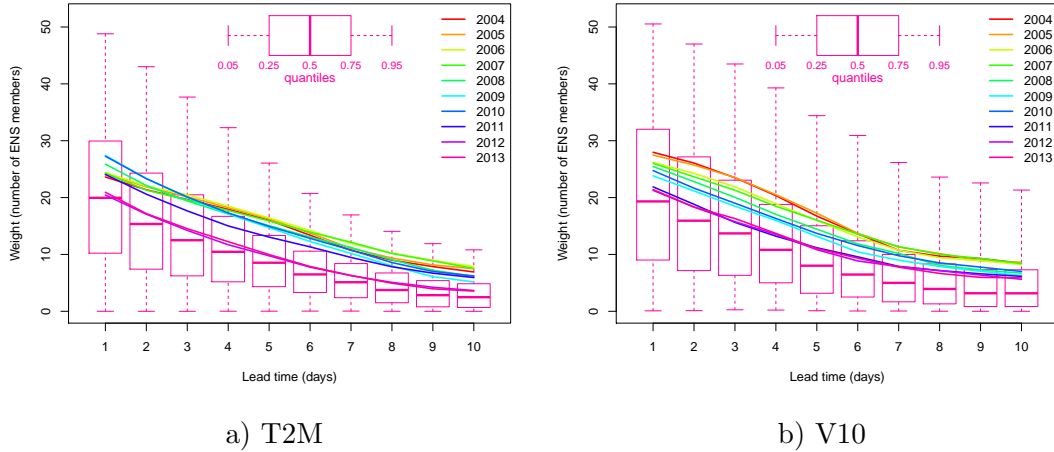 50
40
30
20
10
0
Weight (number of ENS members)
0.05 0.25 0.5 0.75 0.95
quantiles
2004
2005
2006
2007
2008
2009
2010
2011
2012
2013
1 2 3 4 5 6 7 8 9 10
Lead time (days)
a) T2M
50
40
30
20
10
0
Weight (number of ENS members)
0.05 0.25 0.5 0.75 0.95
quantiles
2004
2005
2006
2007
2008
2009
2010
2011
2012
2013
1 2 3 4 5 6 7 8 9 10
Lead time (days)
b) V10